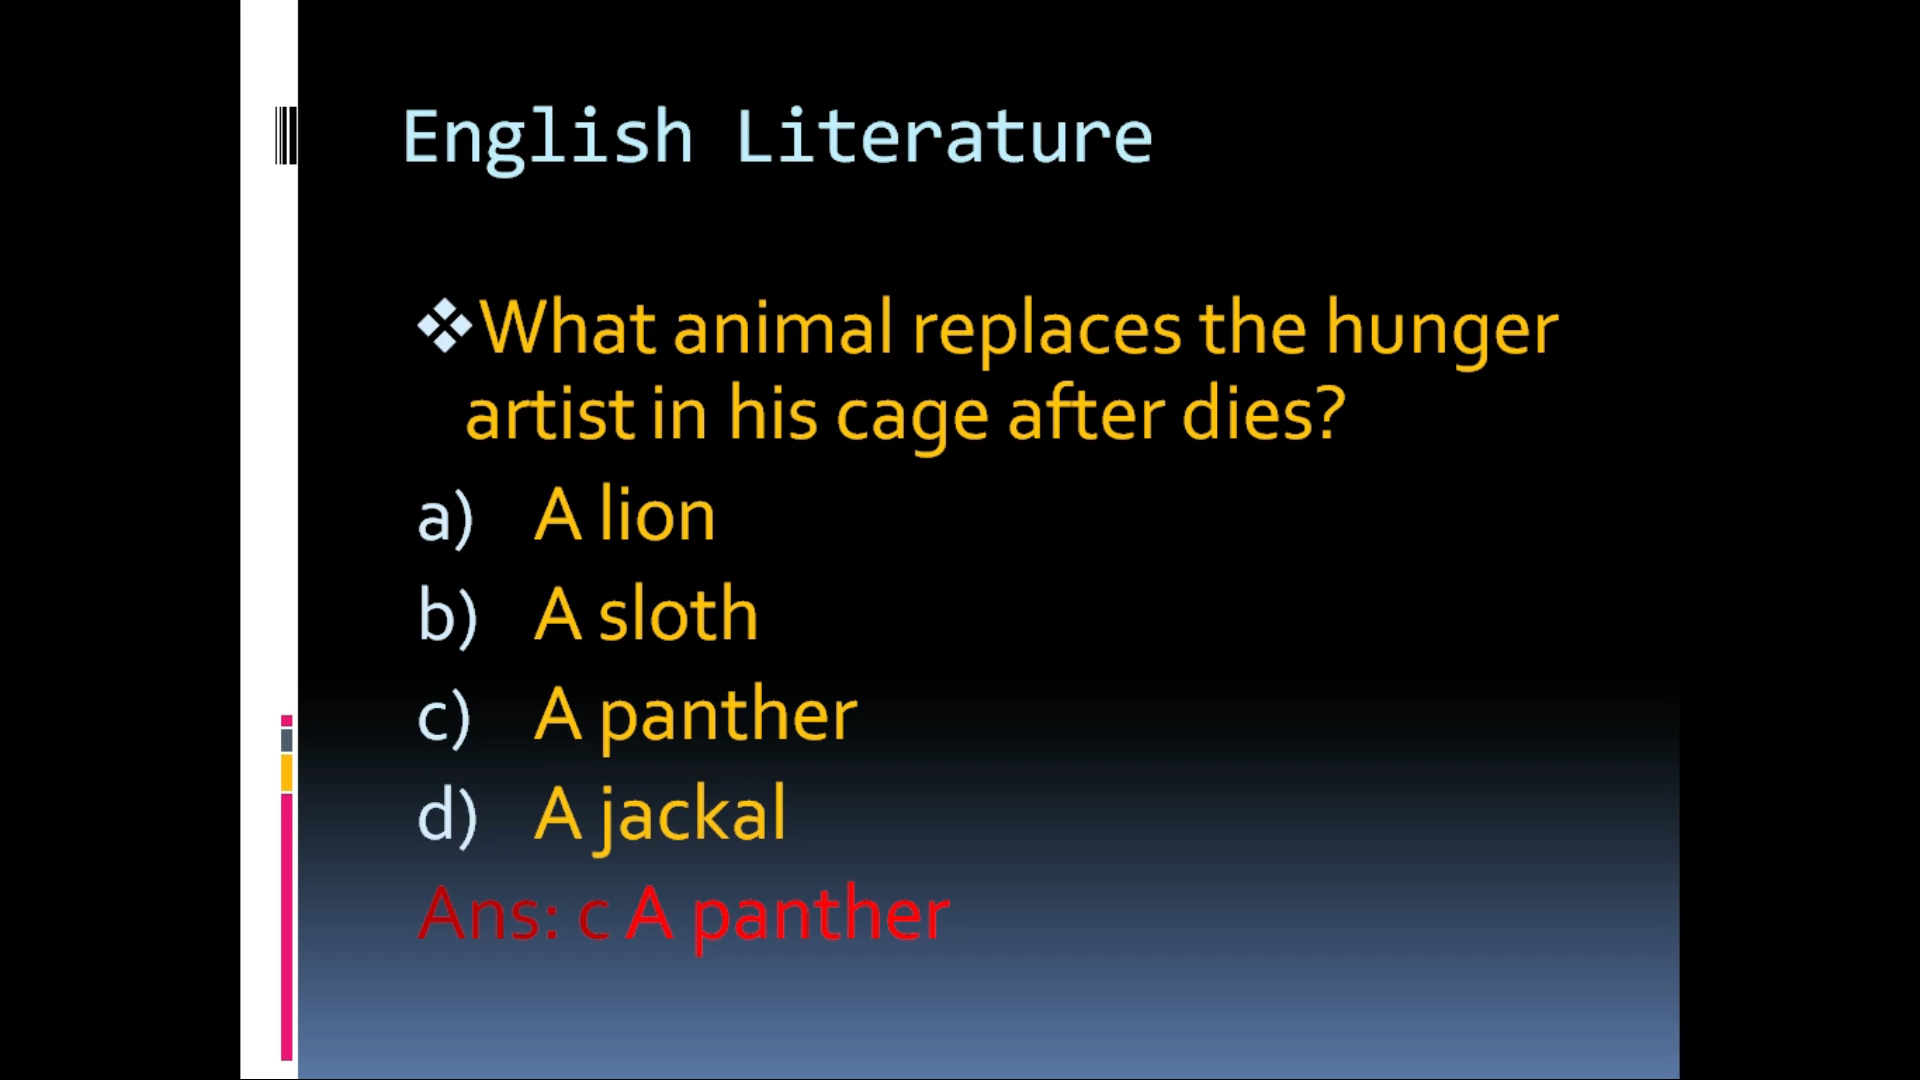 English Literature
❖What animal replaces the hunger
artist in his cage after dies?
a) A lion
b) A sloth
c) A panther
d) A jackal
Ans: c A panther